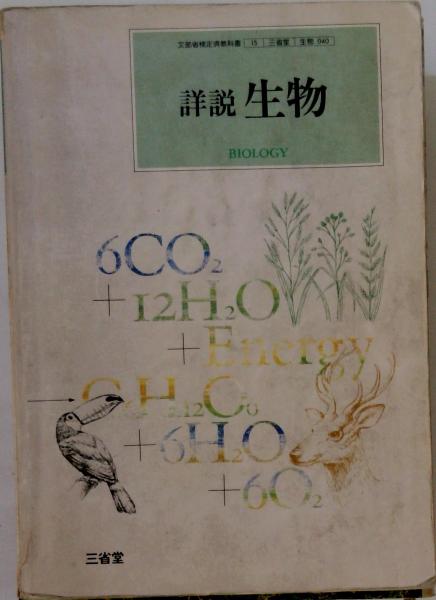 文部省検定済教科書 15 三省堂 生物 040
詳説 生物
BIOLOGY
6CO₂
+12H₂O
+Energy
→C₆H₁₂O₆
+6H₂O
+6O₂
三省堂